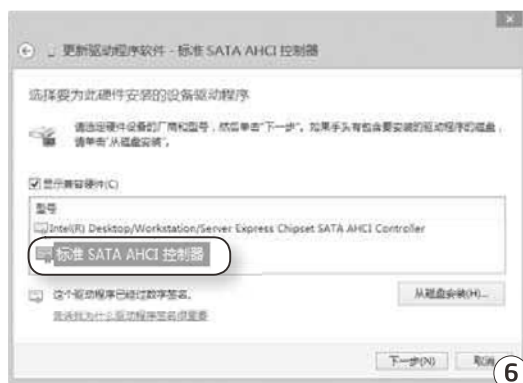 更新驱动程序软件 - 标准 SATA AHCI 控制器
选择要为此硬件安装的设备驱动程序
请选定硬件设备的厂商和型号，然后单击“下一步”。如果手头有包含要安装的驱动程序的磁盘，
请单击“从磁盘安装”。
显示兼容硬件(C)
型号
Intel(R) Desktop/Workstation/Server Express Chipset SATA AHCI Controller
标准 SATA AHCI 控制器
这个驱动程序已经过数字签名。
从磁盘安装(H)...
告诉我为什么驱动程序签名很重要
下一步(N)
取消
6